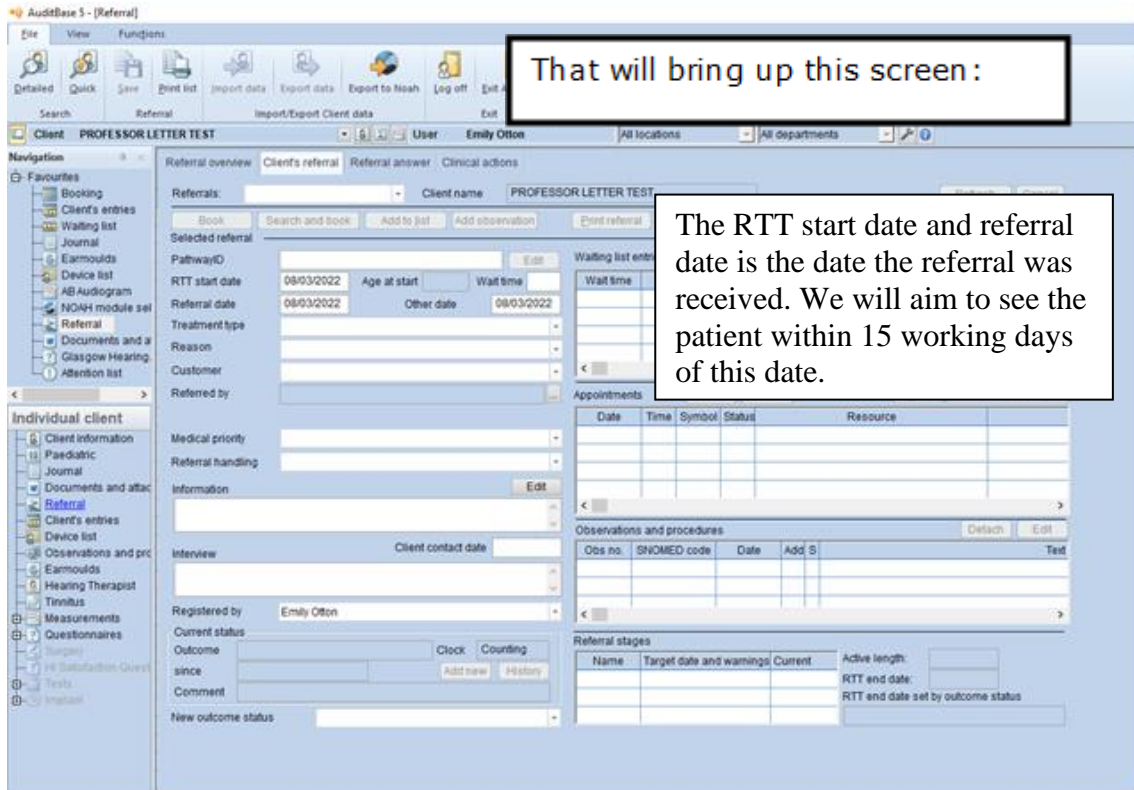 AuditBase 5 - [Referral]
File View Functions
That will bring up this screen:
Detailed Quick Save Print list Import data Export data Export to Noah Log off Exit
Search Referral Import/Export Client data Exit
Client PROFESSOR LETTER TEST User Emily Otton All locations All departments
Navigation
Favourites
Booking
Client's entries
Waiting list
Journal
Earmoulds
Device list
AB Audiogram
NOAH module sel
Referral
Documents and a
Glasgow Hearing
Attention list
Individual client
Client information
Paediatric
Journal
Documents and attac
Referral
Client's entries
Device list
Observations and pro
Earmoulds
Hearing Therapist
Tinnitus
Measurements
Questionnaires
Surgery
HI Satisfaction Quest
Tests
Implant
Referral overview Client's referral Referral answer Clinical actions
Referrals: Client name PROFESSOR LETTER TEST
Book Search and book Add to list Add observation Print referral
Selected referral
PathwayID Edit
RTT start date 08/03/2022 Age at start Wait time
Referral date 08/03/2022 Other date 08/03/2022
Treatment type
Reason
Customer
Referred by
Medical priority
Referral handling
Information Edit
Interview Client contact date
Registered by Emily Otton
Current status
Outcome Clock Counting
since Add new History
Comment
New outcome status
The RTT start date and referral
date is the date the referral was
received. We will aim to see the
patient within 15 working days
of this date.
Waiting list entri
Wait time
Appointments
Date Time Symbol Status Resource
Observations and procedures Detach Edit
Obs no. SNOMED code Date Add S Text
Referral stages
Name Target date and warnings Current
Active length:
RTT end date:
RTT end date set by outcome status